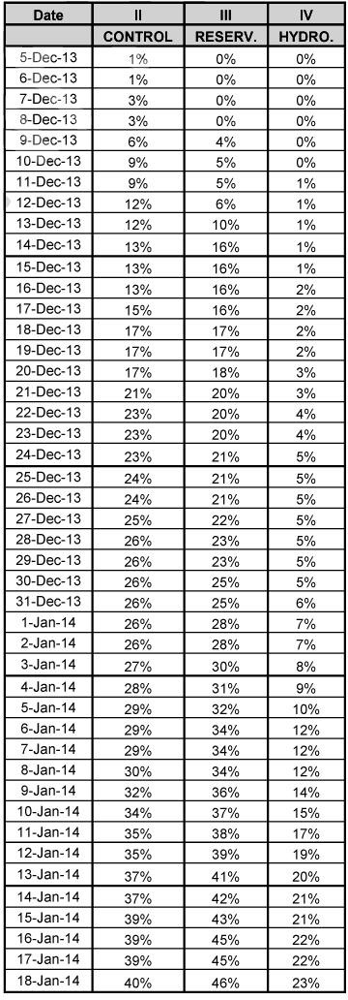 Date II III IV
CONTROL RESERV. HYDRO.
5-Dec-13 1% 0% 0%
6-Dec-13 1% 0% 0%
7-Dec-13 3% 0% 0%
8-Dec-13 3% 0% 0%
9-Dec-13 6% 4% 0%
10-Dec-13 9% 5% 0%
11-Dec-13 9% 5% 1%
12-Dec-13 12% 6% 1%
13-Dec-13 12% 10% 1%
14-Dec-13 13% 16% 1%
15-Dec-13 13% 16% 1%
16-Dec-13 13% 16% 2%
17-Dec-13 15% 16% 2%
18-Dec-13 17% 17% 2%
19-Dec-13 17% 17% 2%
20-Dec-13 17% 18% 3%
21-Dec-13 21% 20% 3%
22-Dec-13 23% 20% 4%
23-Dec-13 23% 20% 4%
24-Dec-13 23% 21% 5%
25-Dec-13 24% 21% 5%
26-Dec-13 24% 21% 5%
27-Dec-13 25% 22% 5%
28-Dec-13 26% 23% 5%
29-Dec-13 26% 23% 5%
30-Dec-13 26% 25% 5%
31-Dec-13 26% 25% 6%
1-Jan-14 26% 28% 7%
2-Jan-14 26% 28% 7%
3-Jan-14 27% 30% 8%
4-Jan-14 28% 31% 9%
5-Jan-14 29% 32% 10%
6-Jan-14 29% 34% 12%
7-Jan-14 29% 34% 12%
8-Jan-14 30% 34% 12%
9-Jan-14 32% 36% 14%
10-Jan-14 34% 37% 15%
11-Jan-14 35% 38% 17%
12-Jan-14 35% 39% 19%
13-Jan-14 37% 41% 20%
14-Jan-14 37% 42% 21%
15-Jan-14 39% 43% 21%
16-Jan-14 39% 45% 22%
17-Jan-14 39% 45% 22%
18-Jan-14 40% 46% 23%